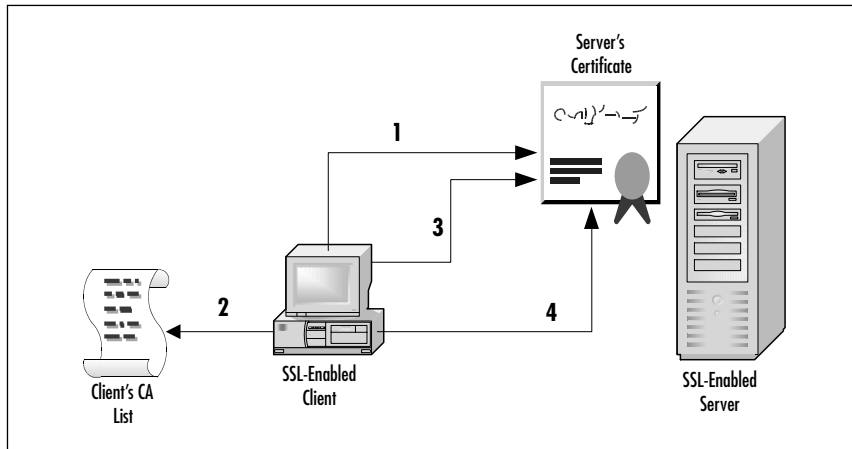 Server's
Certificate
1
3
2
4
Client's CA
List
SSL-Enabled
Client
SSL-Enabled
Server